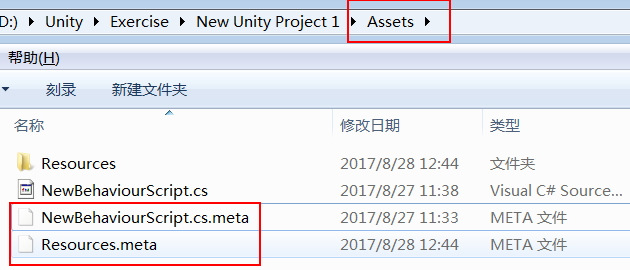 D:) ▸ Unity ▸ Exercise ▸ New Unity Project 1 ▸ Assets ▸
帮助(H)
刻录 新建文件夹
名称 修改日期 类型
Resources 2017/8/28 12:44 文件夹
NewBehaviourScript.cs 2017/8/27 11:38 Visual C# Source...
NewBehaviourScript.cs.meta 2017/8/27 11:33 META 文件
Resources.meta 2017/8/28 12:44 META 文件